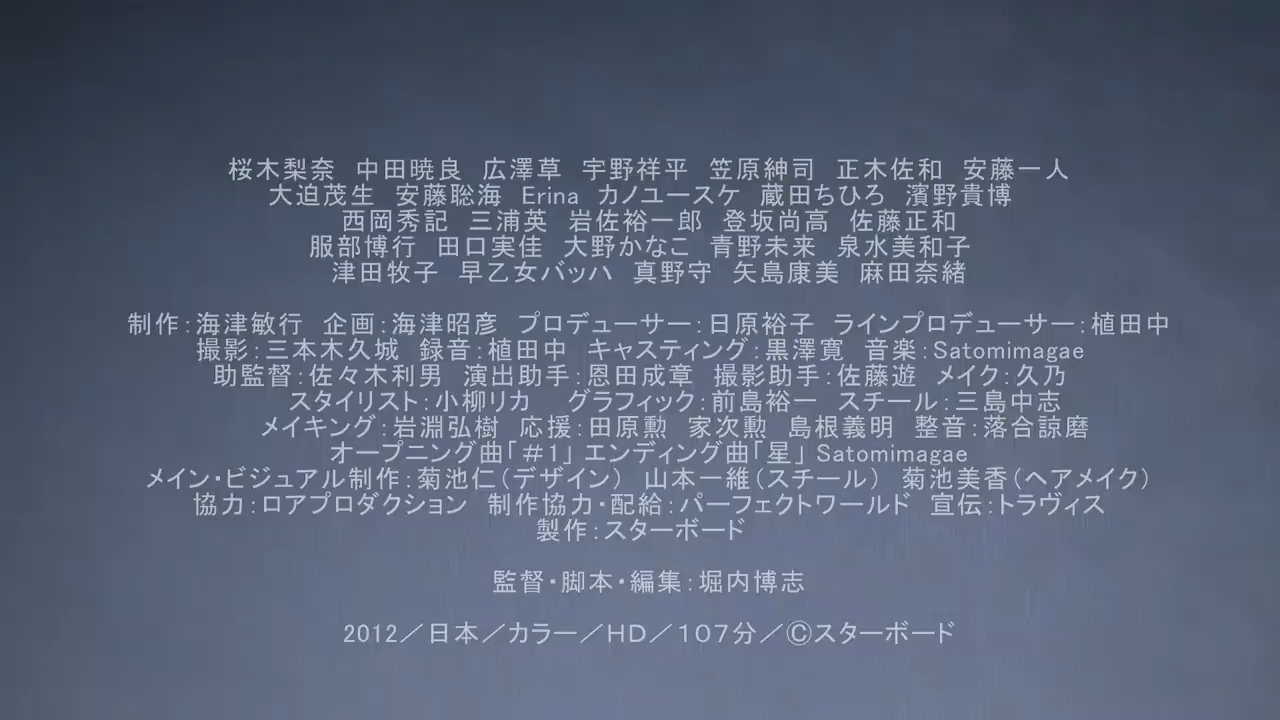 桜木梨奈　中田暁良　広澤草　宇野祥平　笠原紳司　正木佐和　安藤一人
大迫茂生　安藤聡海　Erina　カノユースケ　蔵田ちひろ　濱野貴博
西岡秀記　三浦英　岩佐裕一郎　登坂尚高　佐藤正和
服部博行　田口実佳　大野かなこ　青野未来　泉水美和子
津田牧子　早乙女バッハ　真野守　矢島康美　麻田奈緒
制作：海津敏行　企画：海津昭彦　プロデューサー：日原裕子　ラインプロデューサー：植田中
撮影：三本木久城　録音：植田中　キャスティング：黒澤寛　音楽：Satomimagae
助監督：佐々木利男　演出助手：恩田成章　撮影助手：佐藤遊　メイク：久乃
スタイリスト：小柳リカ　グラフィック：前島裕一　スチール：三島中志
メイキング：岩淵弘樹　応援：田原勲　家次勲　島根義明　整音：落合諒磨
オープニング曲「＃１」 エンディング曲「星」 Satomimagae
メイン・ビジュアル制作：菊池仁（デザイン）　山本一維（スチール）　菊池美香（ヘアメイク）
協力：ロアプロダクション　制作協力・配給：パーフェクトワールド　宣伝：トラヴィス
製作：スターボード
監督・脚本・編集：堀内博志
2012／日本／カラー／ＨＤ／１０７分／Ⓒスターボード